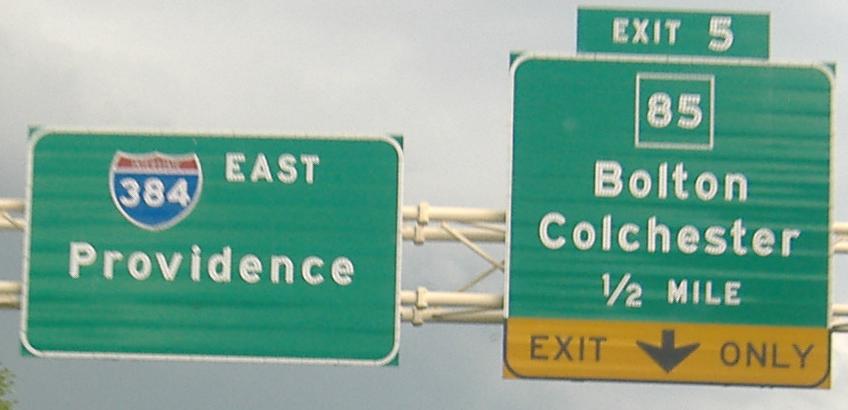 384 EAST
Providence
EXIT 5
85
Bolton
Colchester
1/2 MILE
EXIT ONLY